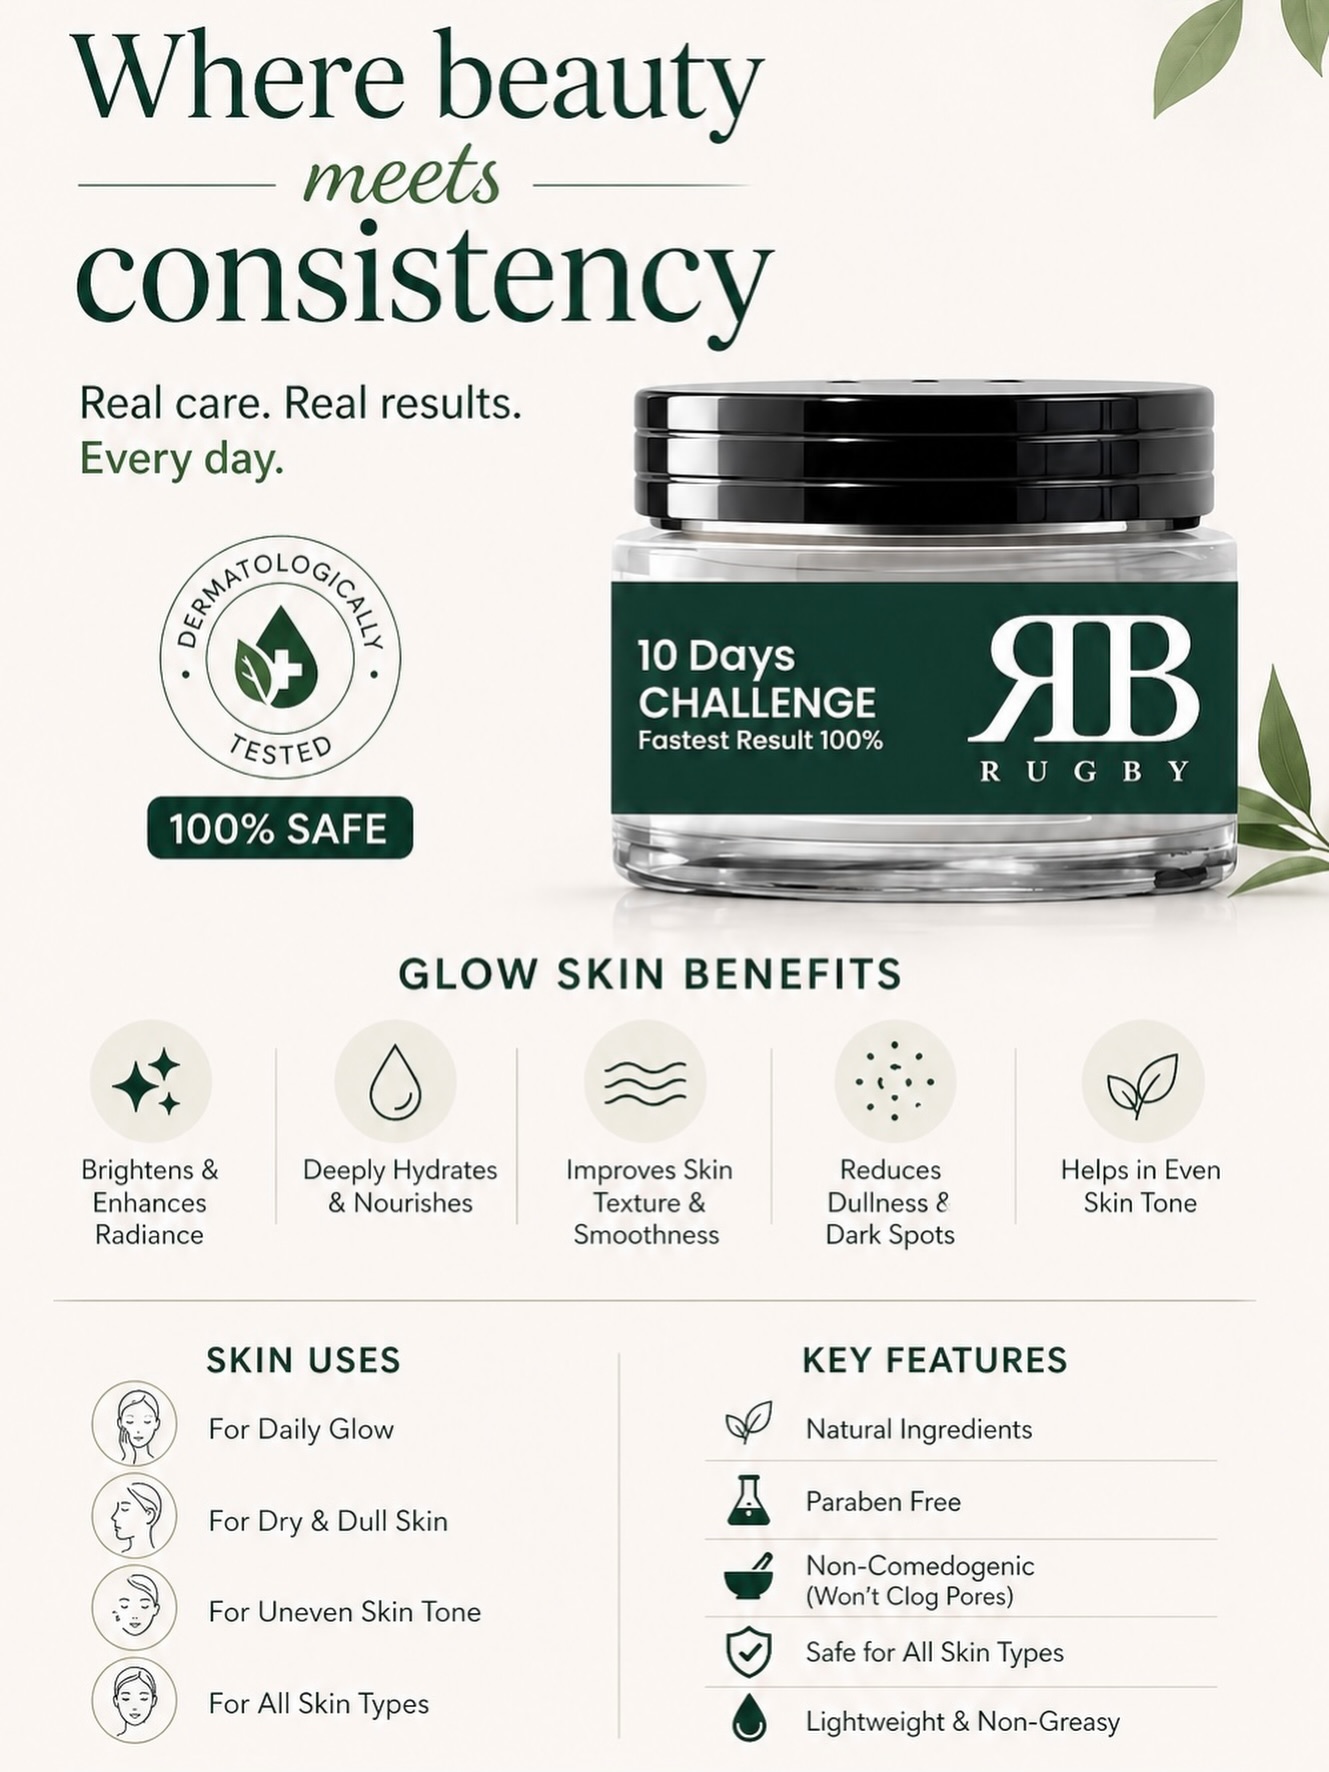 Where beauty
meets
consistency
Real care. Real results.
Every day.
DERMATOLOGICALLY
TESTED
100% SAFE
10 Days
CHALLENGE
Fastest Result 100%
RB
RUGBY
GLOW SKIN BENEFITS
Brightens &
Enhances
Radiance
Deeply Hydrates
& Nourishes
Improves Skin
Texture &
Smoothness
Reduces
Dullness &
Dark Spots
Helps in Even
Skin Tone
SKIN USES
For Daily Glow
For Dry & Dull Skin
For Uneven Skin Tone
For All Skin Types
KEY FEATURES
Natural Ingredients
Paraben Free
Non-Comedogenic
(Won't Clog Pores)
Safe for All Skin Types
Lightweight & Non-Greasy